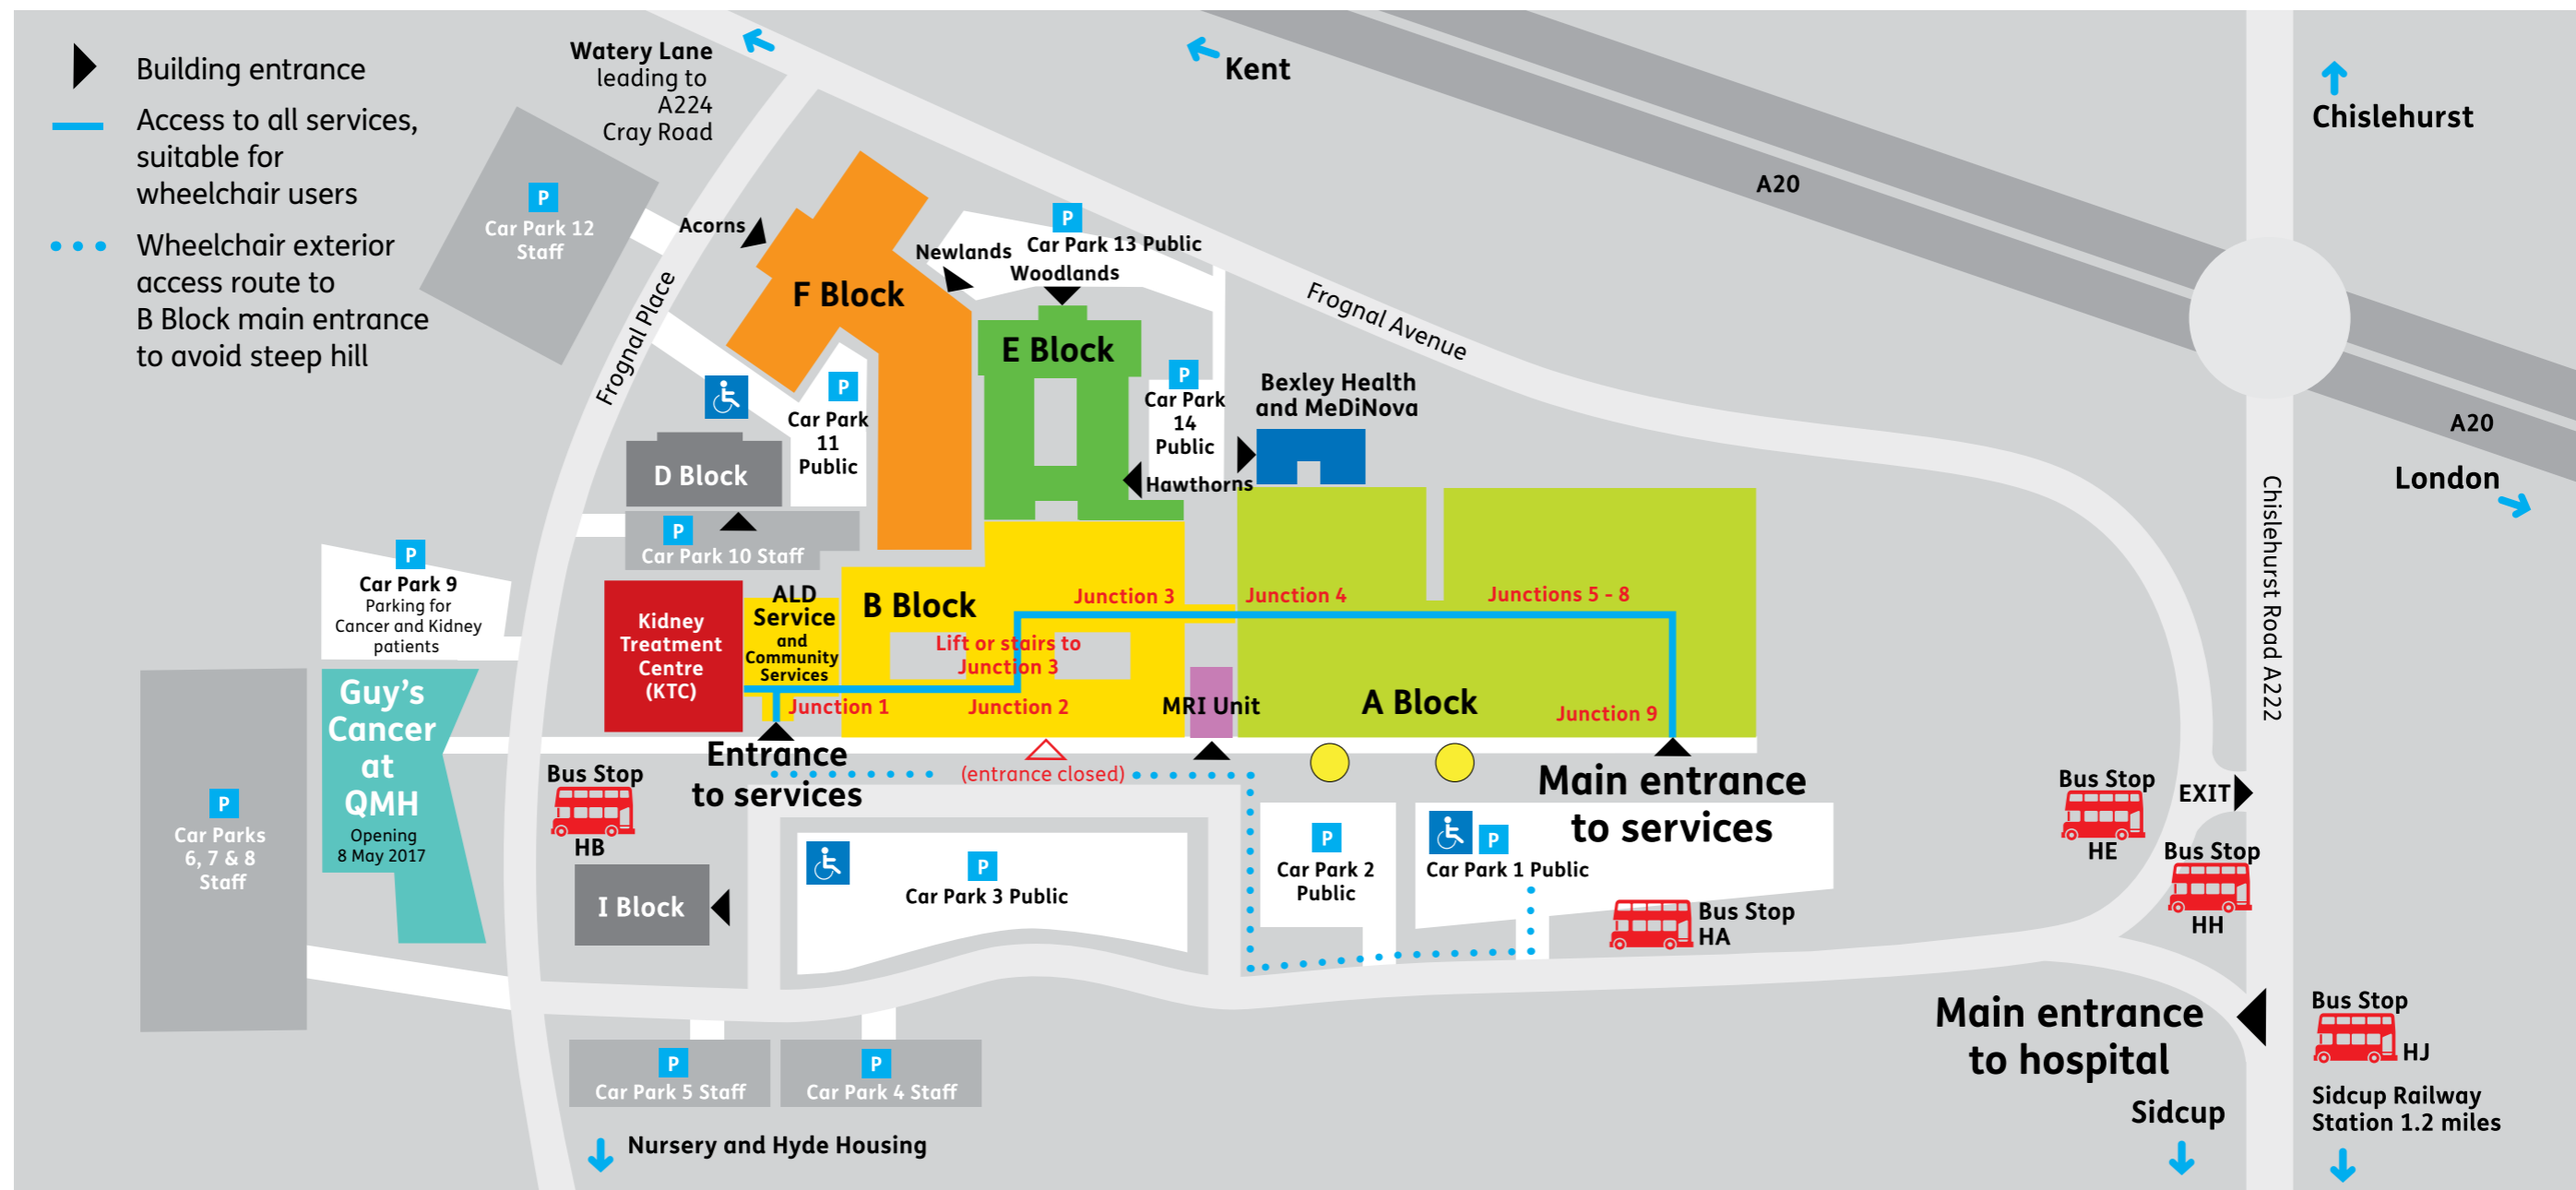 Building entrance
Access to all services,
suitable for
wheelchair users
Wheelchair exterior
access route to
B Block main entrance
to avoid steep hill
Watery Lane
leading to
A224
Cray Road
Kent
Chislehurst
A20
A20
London
Chislehurst Road A222
Frognal Avenue
Frognal Place
P
Car Park 12
Staff
Acorns
F Block
Newlands
P
Car Park 13 Public
Woodlands
E Block
P
Car Park
14
Public
Hawthorns
Bexley Health
and MeDiNova
P
Car Park
11
Public
D Block
P
Car Park 10 Staff
P
Car Park 9
Parking for
Cancer and Kidney
patients
Kidney
Treatment
Centre
(KTC)
ALD
Service
and
Community
Services
B Block
Lift or stairs to
Junction 3
Junction 1
Junction 2
Junction 3
Junction 4
Junctions 5 - 8
Junction 9
MRI Unit
A Block
Guy's
Cancer
at
QMH
Opening
8 May 2017
P
Car Parks
6, 7 & 8
Staff
Bus Stop
HB
Entrance
to services
(entrance closed)
Main entrance
to services
I Block
P
Car Park 3 Public
P
Car Park 2
Public
P
Car Park 1 Public
Bus Stop
HA
Bus Stop
HE
EXIT
Bus Stop
HH
Main entrance
to hospital
Bus Stop
HJ
Sidcup
Sidcup Railway
Station 1.2 miles
P
Car Park 5 Staff
P
Car Park 4 Staff
Nursery and Hyde Housing